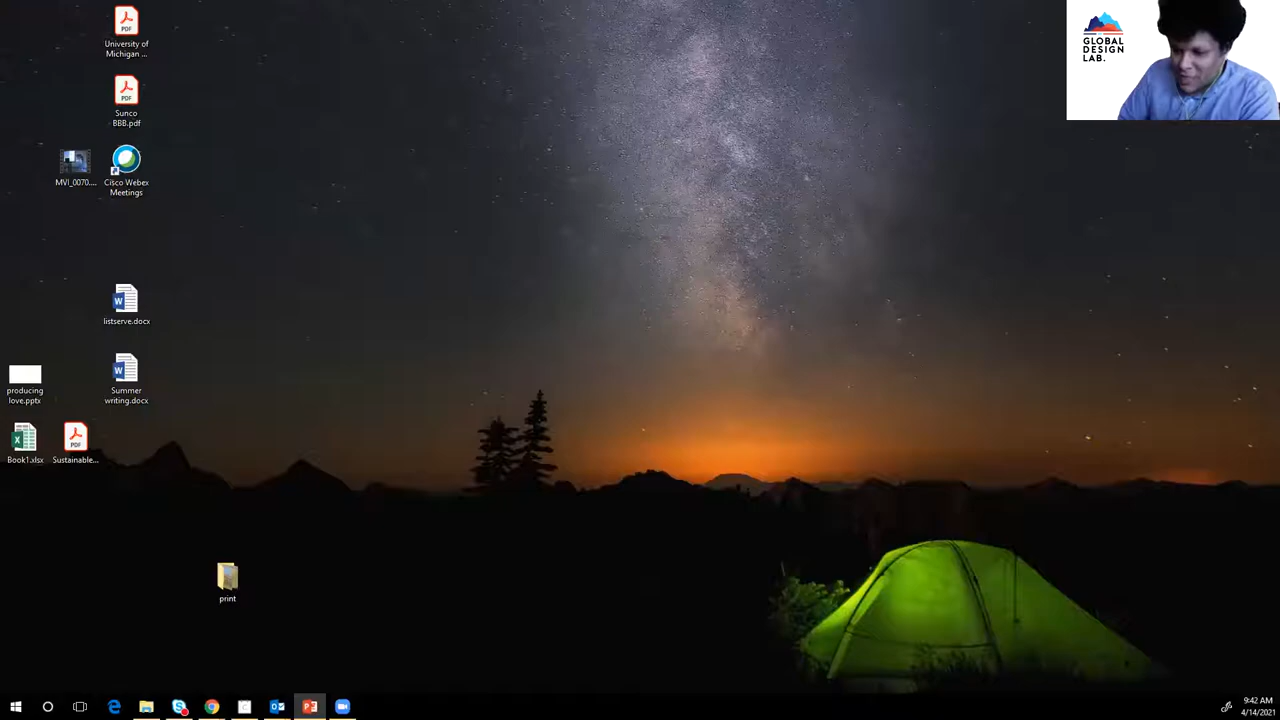 University of
Michigan ...
Sunco
BBB.pdf
MVI_0070....
Cisco Webex
Meetings
listserve.docx
producing
love.pptx
Summer
writing.docx
Book1.xlsx
Sustainable...
print
GLOBAL
DESIGN
LAB.
9:42 AM
4/14/2021